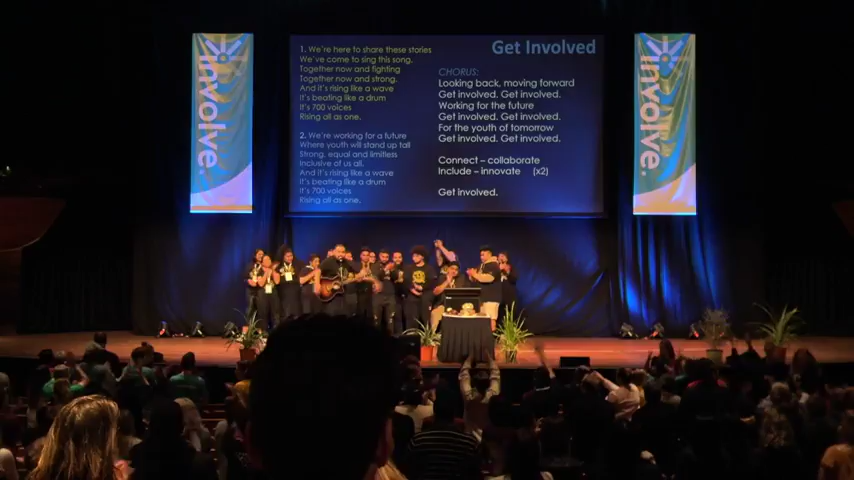 involve.
Get Involved
1. We're here to share these stories
We've come to sing this song.
Together now and fighting
Together now and strong.
And it's rising like a wave
It's beating like a drum
It's 700 voices
Rising all as one.
2. We're working for a future
Where youth will stand up tall
Strong, equal and limitless
Inclusive of us all.
And it's rising like a wave
It's beating like a drum
It's 700 voices
Rising all as one.
CHORUS:
Looking back, moving forward
Get involved. Get involved.
Working for the future
Get involved. Get involved.
For the youth of tomorrow
Get involved. Get involved.
Connect – collaborate
Include – innovate (x2)
Get involved.
involve.